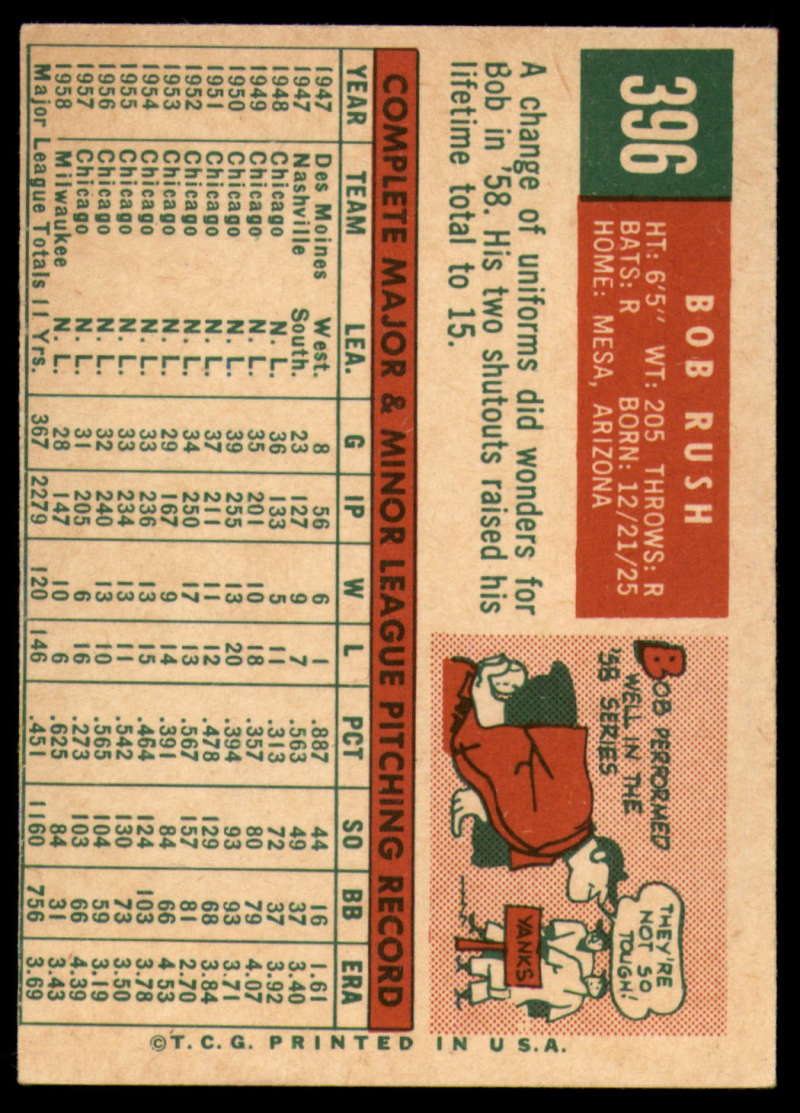 396
BOB RUSH
HT: 6'5" WT: 205 THROWS: R
BATS: R BORN: 12/21/25
HOME: MESA, ARIZONA
A change of uniforms did wonders for
Bob in '58. His two shutouts raised his
lifetime total to 15.
BOB PERFORMED
WELL IN THE
'58 SERIES
THEY'RE
NOT SO
TOUGH!
YANKS
COMPLETE MAJOR & MINOR LEAGUE PITCHING RECORD
YEAR TEAM LEA. G IP W L PCT SO BB ERA
1947 Des Moines West. 8 56 6 1 .887 44 16 1.61
1947 Nashville South. 23 127 9 7 .563 49 37 3.40
1948 Chicago N. L. 36 133 5 11 .313 72 37 3.92
1949 Chicago N. L. 35 201 10 18 .357 80 79 4.07
1950 Chicago N. L. 39 255 13 20 .394 93 93 3.71
1951 Chicago N. L. 37 211 11 12 .478 129 68 3.84
1952 Chicago N. L. 34 250 17 13 .567 157 81 2.70
1953 Chicago N. L. 29 167 9 14 .391 84 66 4.53
1954 Chicago N. L. 33 236 13 15 .464 124 103 3.78
1955 Chicago N. L. 33 234 13 11 .542 130 73 3.50
1956 Chicago N. L. 32 240 13 10 .565 104 59 3.19
1957 Chicago N. L. 31 205 6 16 .273 103 66 4.39
1958 Milwaukee N. L. 28 147 10 6 .625 84 31 3.43
Major League Totals 11 Yrs. 367 2279 120 146 .451 1160 756 3.69
©T.C.G. PRINTED IN U.S.A.